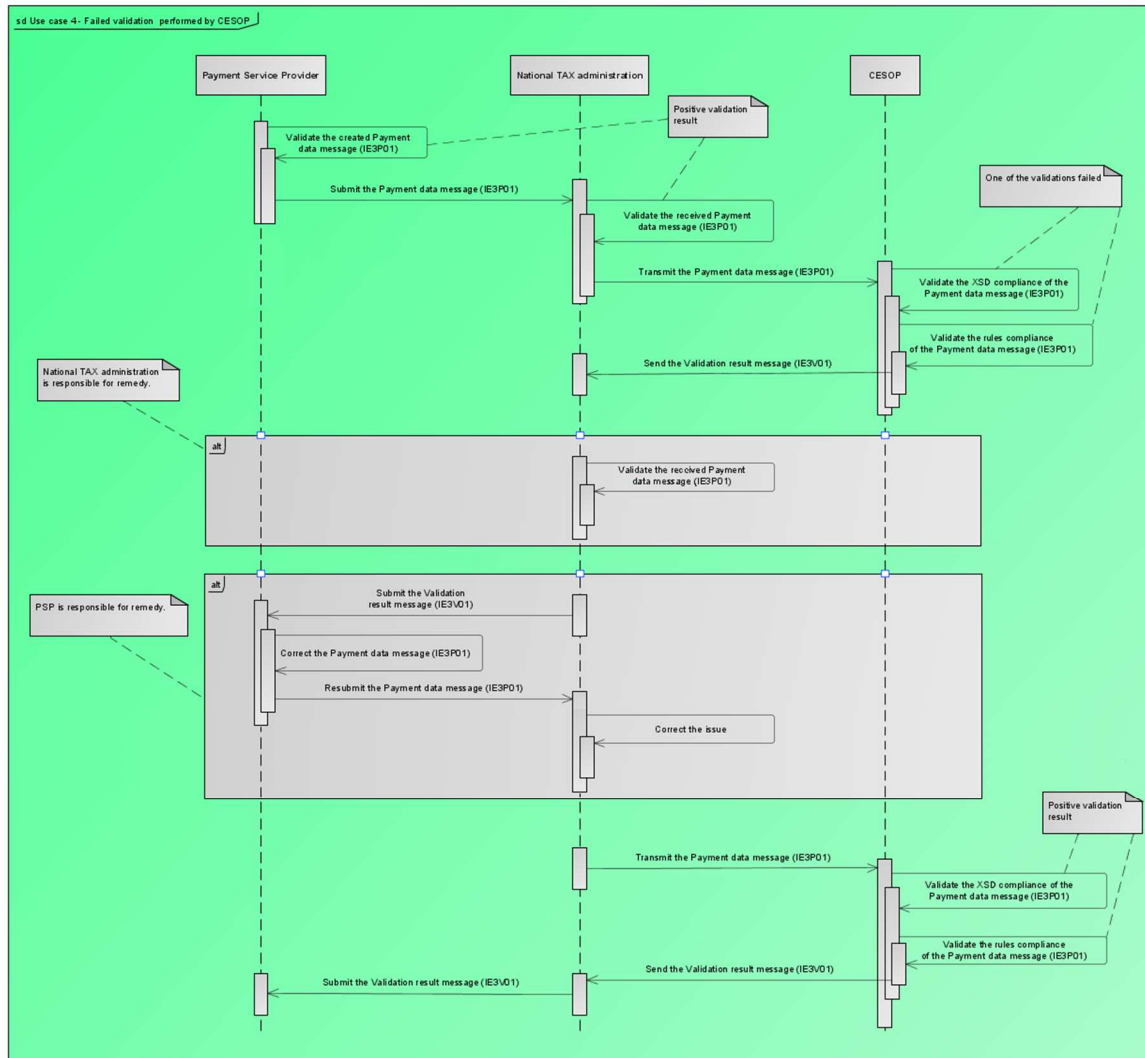 sd Use case 4- Failed validation  performed by CESOP
Payment Service Provider
National TAX administration
CESOP
Positive validation
result
Validate the created Payment
data message (IE3P01)
One of the validations failed
Submit the Payment data message (IE3P01)
Validate the received Payment
data message (IE3P01)
Transmit the Payment data message (IE3P01)
Validate the XSD compliance of the
Payment data message (IE3P01)
Validate the rules compliance
of the Payment data message (IE3P01)
Send the Validation result message (IE3V01)
National TAX administration
is responsible for remedy.
alt
Validate the received Payment
data message (IE3P01)
alt
Submit the Validation
result message (IE3V01)
PSP is responsible for remedy.
Correct the Payment data message (IE3P01)
Resubmit the Payment data message (IE3P01)
Correct the issue
Positive validation
result
Transmit the Payment data message (IE3P01)
Validate the XSD compliance of the
Payment data message (IE3P01)
Validate the rules compliance
of the Payment data message (IE3P01)
Send the Validation result message (IE3V01)
Submit the Validation result message (IE3V01)